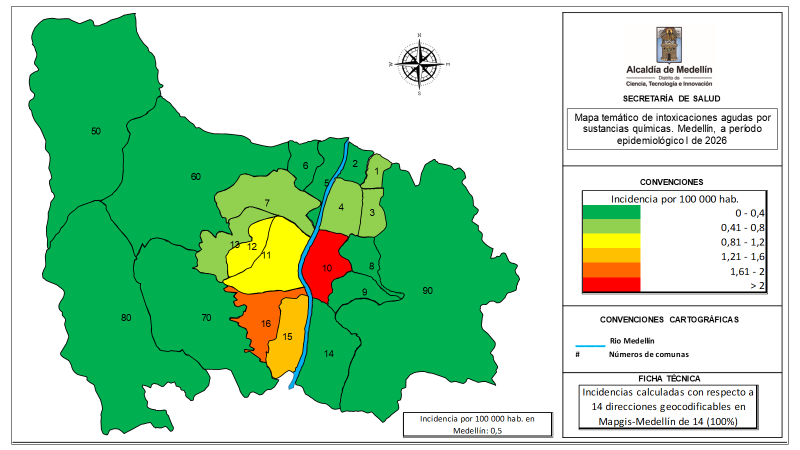 N
W
E
S
50
60
6
5
2
1
7
4
3
13
12
11
10
8
9
90
80
70
16
15
14
Incidencia por 100 000 hab. en
Medellín: 0,5
Alcaldía de Medellín
Distrito de
Ciencia, Tecnología e Innovación
SECRETARÍA DE SALUD
Mapa temático de intoxicaciones agudas por
sustancias químicas. Medellín, a período
epidemiológico I de 2026
CONVENCIONES
Incidencia por 100 000 hab.
0 - 0,4
0,41 - 0,8
0,81 - 1,2
1,21 - 1,6
1,61 - 2
> 2
CONVENCIONES CARTOGRÁFICAS
Rio Medellín
# Números de comunas
FICHA TÉCNICA
Incidencias calculadas con respecto a
14 direcciones geocodificables en
Mapgis-Medellín de 14 (100%)